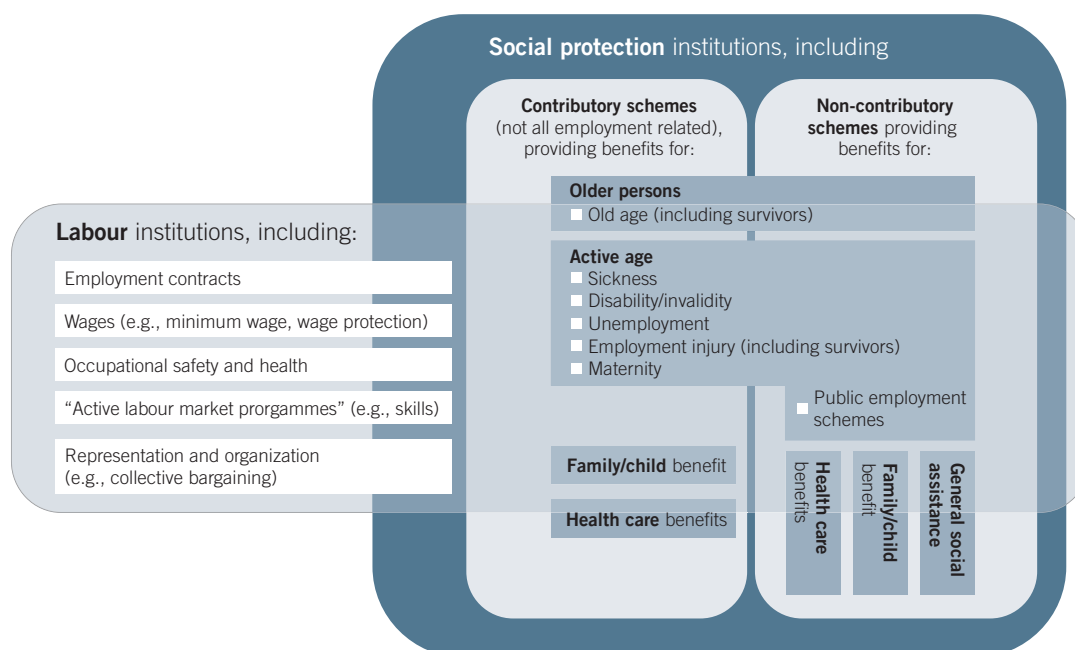 Social protection institutions, including
Contributory schemes
(not all employment related),
providing benefits for:
Non-contributory
schemes providing
benefits for:
Older persons
Old age (including survivors)
Labour institutions, including:
Employment contracts
Wages (e.g., minimum wage, wage protection)
Occupational safety and health
“Active labour market prorgammes” (e.g., skills)
Representation and organization
(e.g., collective bargaining)
Active age
Sickness
Disability/invalidity
Unemployment
Employment injury (including survivors)
Maternity
Public employment
schemes
Family/child benefit
Health care benefits
Health care
benefits
Family/child
benefit
General social
assistance